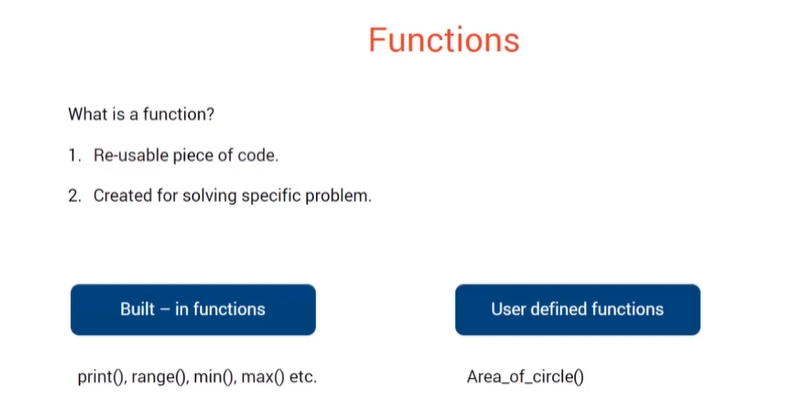 Functions
What is a function?
1. Re-usable piece of code.
2. Created for solving specific problem.
Built – in functions
User defined functions
print(), range(), min(), max() etc.
Area_of_circle()